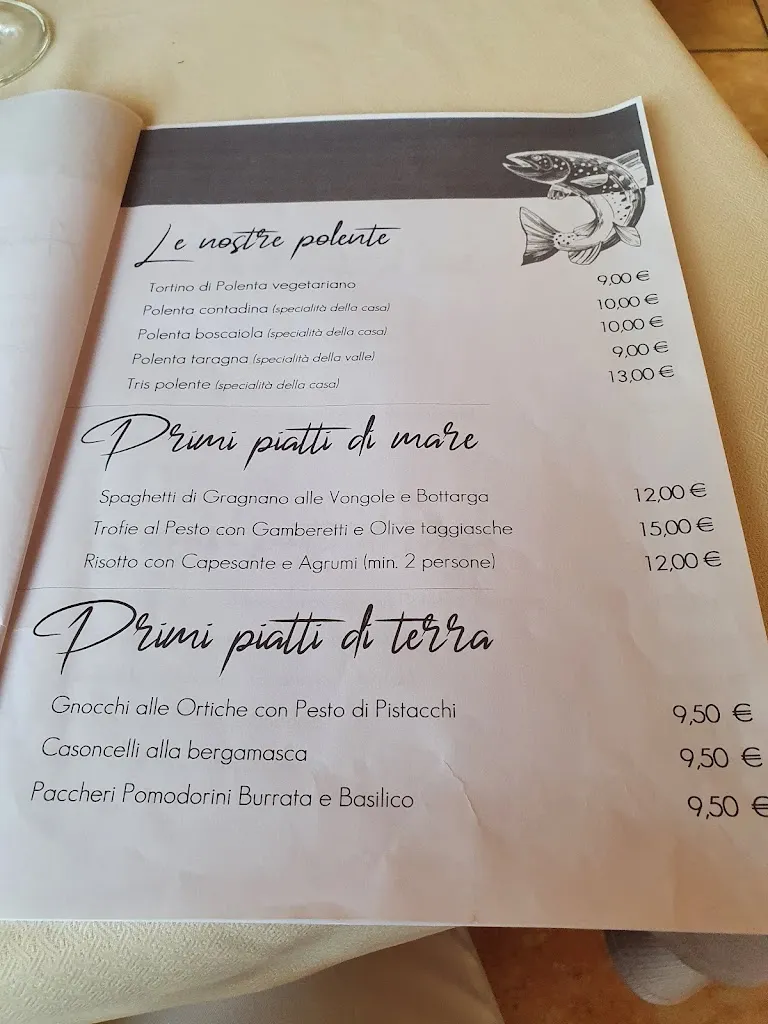 Le nostre polente
Tortino di Polenta vegetariano 9,00 €
Polenta contadina (specialità della casa) 10,00 €
Polenta boscaiola (specialità della casa) 10,00 €
Polenta taragna (specialità della valle) 9,00 €
Tris polente (specialità della casa) 13,00 €
Primi piatti di mare
Spaghetti di Gragnano alle Vongole e Bottarga 12,00 €
Trofie al Pesto con Gamberetti e Olive taggiasche 15,00 €
Risotto con Capesante e Agrumi (min. 2 persone) 12,00 €
Primi piatti di terra
Gnocchi alle Ortiche con Pesto di Pistacchi 9,50 €
Casoncelli alla bergamasca 9,50 €
Paccheri Pomodorini Burrata e Basilico 9,50 €